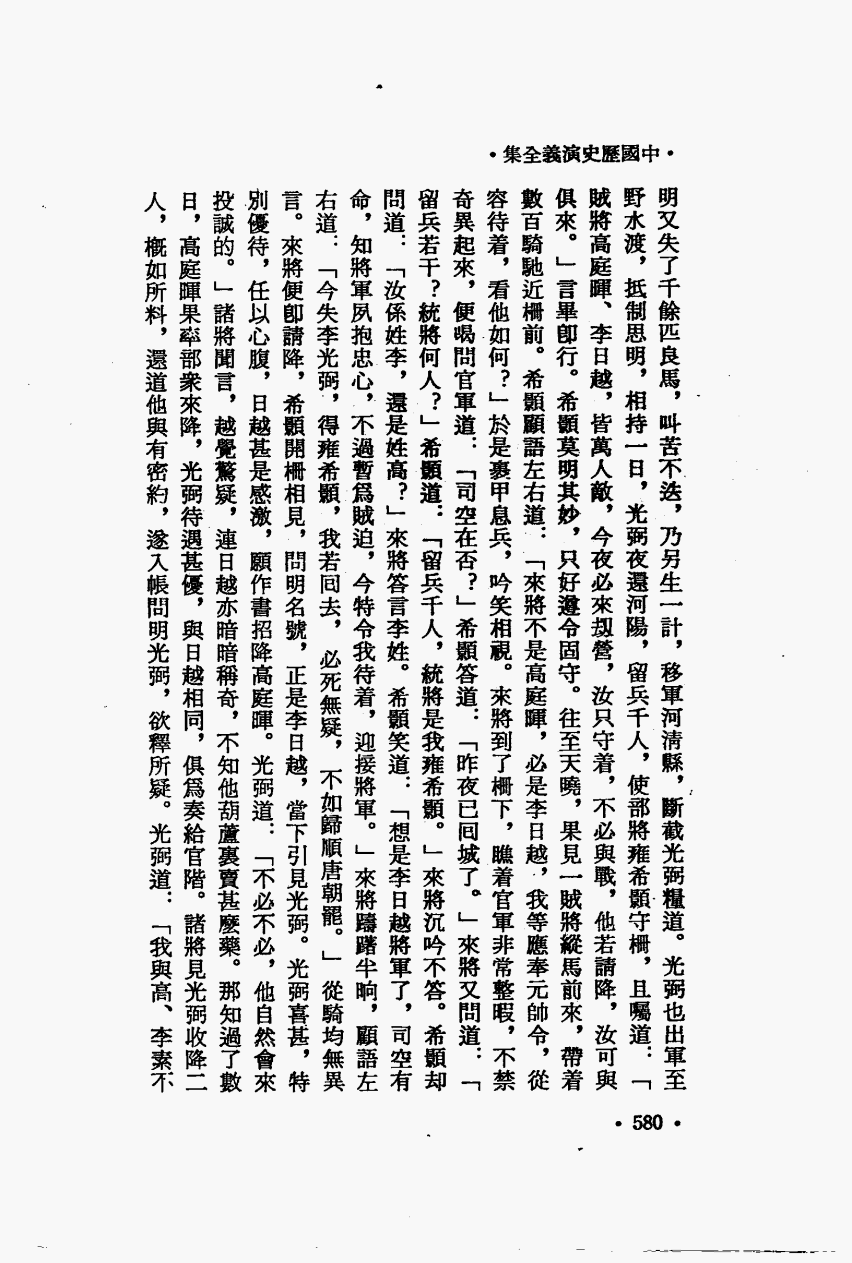 •中國歷史演義全集•
明又失了千餘匹良馬，叫苦不迭，乃另生一計，移軍河清縣，斷截光弼糧道。光弼也出軍至
野水渡，抵制思明，相持一日，光弼夜還河陽，留兵千人，使部將雍希顥守柵，且囑道：「
賊將高庭暉、李日越，皆萬人敵，今夜必來刼營，汝只守着，不必與戰，他若請降，汝可與
俱來。」言畢卽行。希顥莫明其妙，只好遵令固守。往至天曉，果見一賊將縱馬前來，帶着
數百騎馳近柵前。希顥顧語左右道：「來將不是高庭暉，必是李日越，我等應奉元帥令，從
容待着，看他如何？」於是裹甲息兵，吟笑相視。來將到了柵下，瞧着官軍非常整暇，不禁
奇異起來，便喝問官軍道：「司空在否？」希顥答道：「昨夜已回城了。」來將又問道：「
留兵若干？統將何人？」希顥道：「留兵千人，統將是我雍希顥。」來將沉吟不答。希顥却
問道：「汝係姓李，還是姓高？」來將答言李姓。希顥笑道：「想是李日越將軍了，司空有
命，知將軍夙抱忠心，不過暫爲賊迫，今特令我待着，迎接將軍。」來將躊躇半晌，顧語左
右道：「今失李光弼，得雍希顥，我若回去，必死無疑，不如歸順唐朝罷。」從騎均無異
言。來將便卽請降，希顥開柵相見，問明名號，正是李日越，當下引見光弼。光弼喜甚，特
別優待，任以心腹，日越甚是感激，願作書招降高庭暉。光弼道：「不必不必，他自然會來
投誠的。」諸將聞言，越覺驚疑，連日越亦暗暗稱奇，不知他葫蘆裏賣甚麼藥。那知過了數
日，高庭暉果率部衆來降，光弼待遇甚優，與日越相同，俱爲奏給官階。諸將見光弼收降二
人，槪如所料，還道他與有密約，遂入帳問明光弼，欲釋所疑。光弼道：「我與高、李素不
•580•